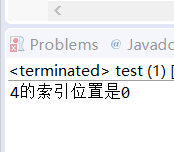 Problems @ Javado
<terminated> test (1) [
4的索引位置是0